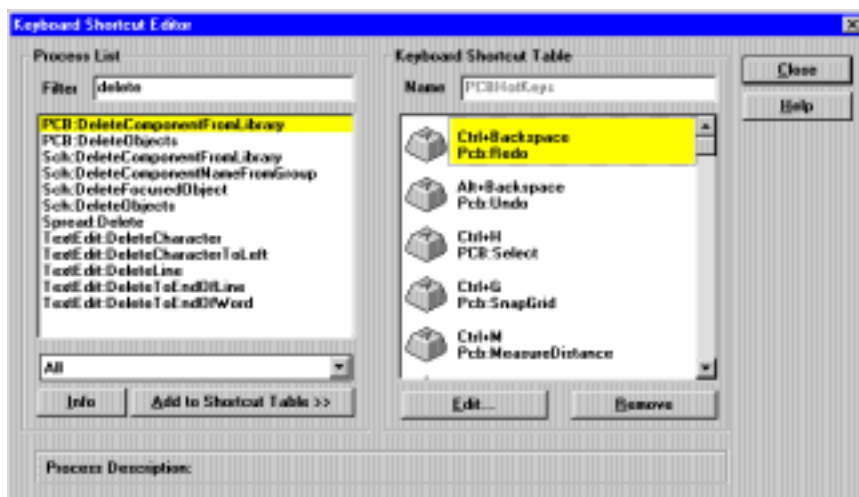 Keyboard Shortcut Editor
Process List
Filter delete
PCB:DeleteComponentFromLibrary
PCB:DeleteObjects
Sch:DeleteComponentFromLibrary
Sch:DeleteComponentNameFromGroup
Sch:DeleteFocusedObject
Sch:DeleteObjects
Spread:Delete
TextEdit:DeleteCharacter
TextEdit:DeleteCharacterToLeft
TextEdit:DeleteLine
TextEdit:DeleteToEndOfLine
TextEdit:DeleteToEndOfWord
All
Info
Add to Shortcut Table >>
Keyboard Shortcut Table
Name PCBHotKeys
Ctrl+Backspace
Pcb:Redo
Alt+Backspace
Pcb:Undo
Ctrl+H
PCB:Select
Ctrl+G
Pcb:SnapGrid
Ctrl+M
Pcb:MeasureDistance
Edit...
Remove
Close
Help
Process Description: